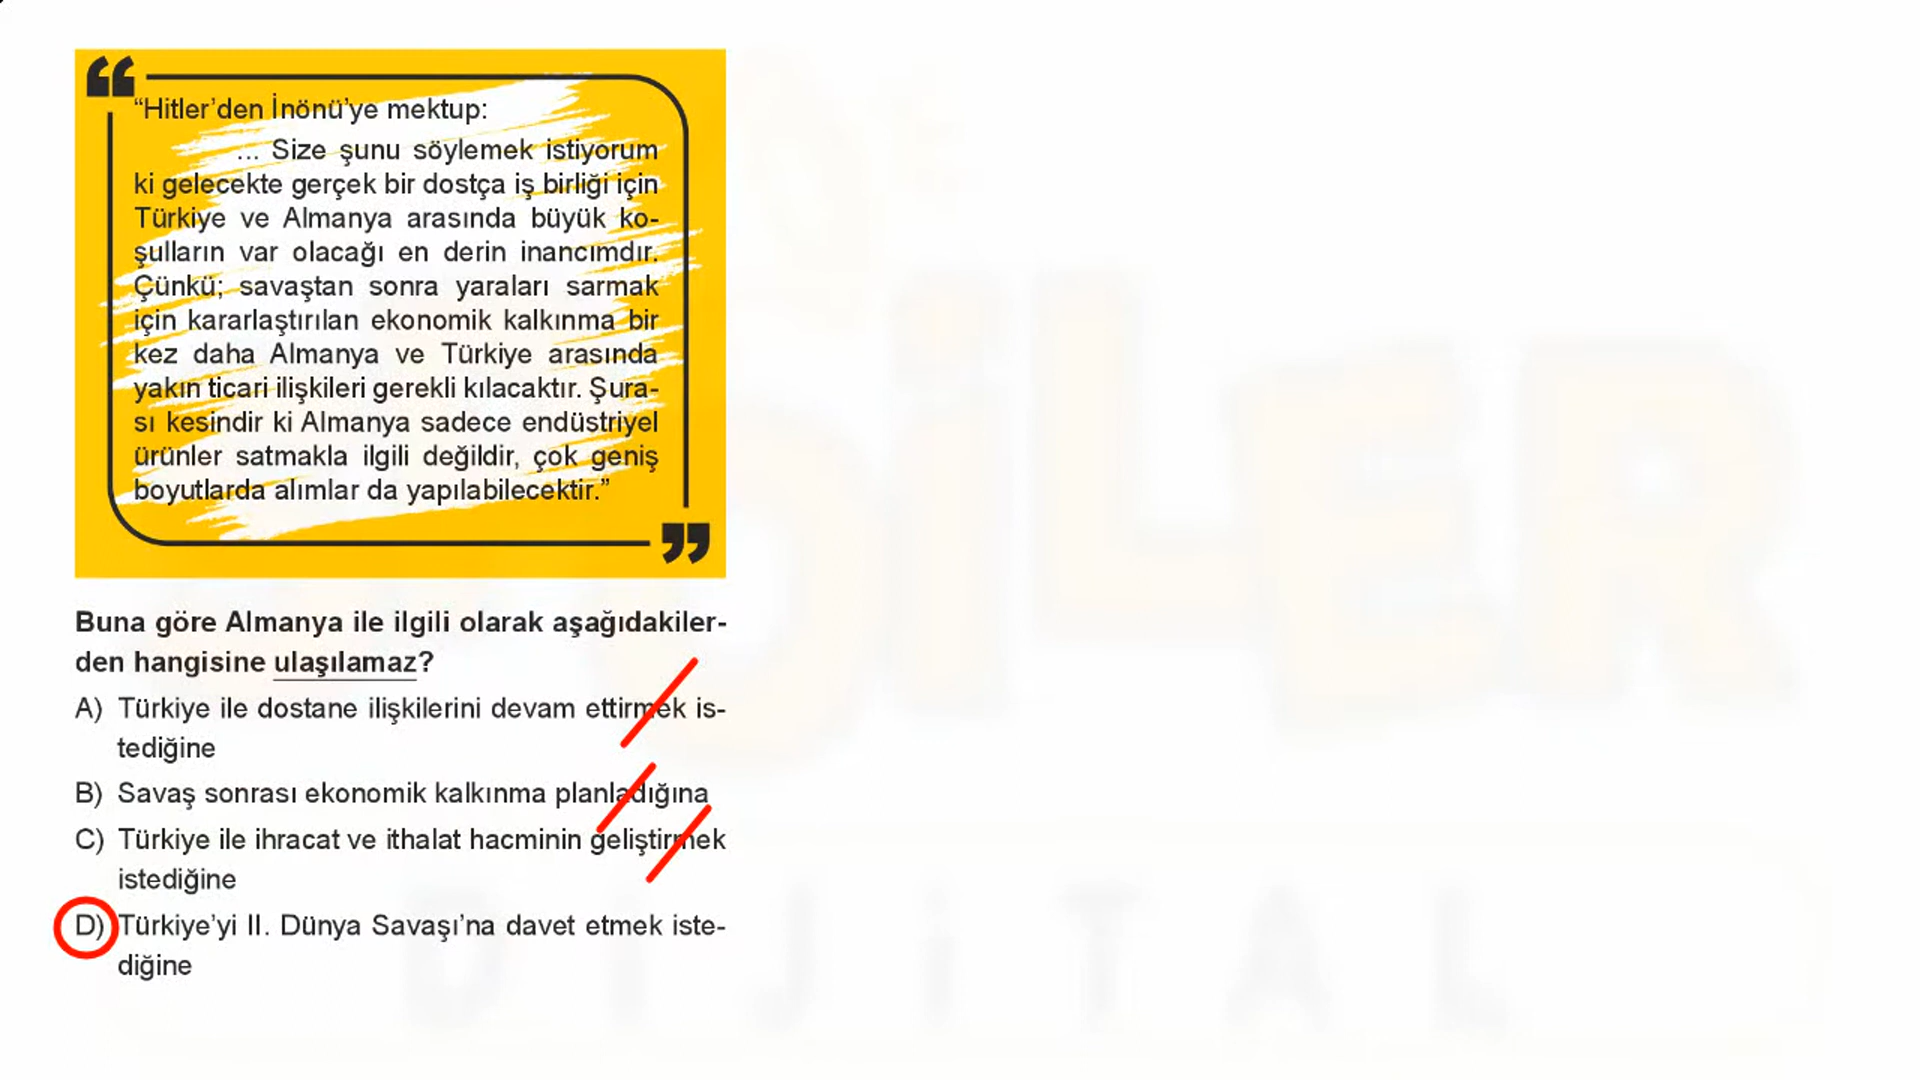 “Hitler’den İnönü’ye mektup:
... Size şunu söylemek istiyorum
ki gelecekte gerçek bir dostça iş birliği için
Türkiye ve Almanya arasında büyük ko-
şulların var olacağı en derin inancımdır.
Çünkü; savaştan sonra yaraları sarmak
için kararlaştırılan ekonomik kalkınma bir
kez daha Almanya ve Türkiye arasında
yakın ticari ilişkileri gerekli kılacaktır. Şura-
sı kesindir ki Almanya sadece endüstriyel
ürünler satmakla ilgili değildir, çok geniş
boyutlarda alımlar da yapılabilecektir.”
Buna göre Almanya ile ilgili olarak aşağıdakiler-
den hangisine ulaşılamaz?
A) Türkiye ile dostane ilişkilerini devam ettirmek is-
tediğine
B) Savaş sonrası ekonomik kalkınma planladığına
C) Türkiye ile ihracat ve ithalat hacminin geliştirmek
istediğine
D) Türkiye’yi II. Dünya Savaşı’na davet etmek iste-
diğine
DİJİTAL